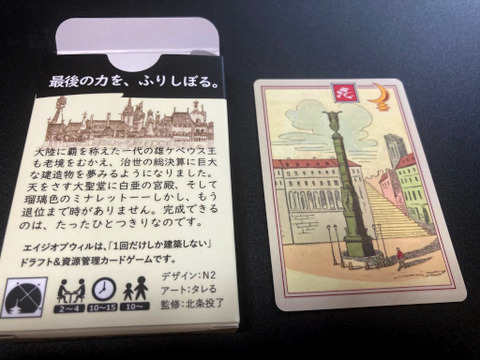 最後の力を、ふりしぼる。
大陸に覇を称えた一代の雄ケペウス王
も老境をむかえ、治世の総決算に巨大
な建造物を夢みるようになりました。
天をさす大聖堂に白亜の宮殿、そして
瑠璃色のミナレット――しかし、もう
退位まで時がありません。完成できる
のは、たったひとつきりなのです。
エイジオブウィルは、「1回だけしか建築しない」
ドラフト&資源管理カードゲームです。
デザイン:N2
アート:タレる
監修:北条投了
2~4
10~15
10~